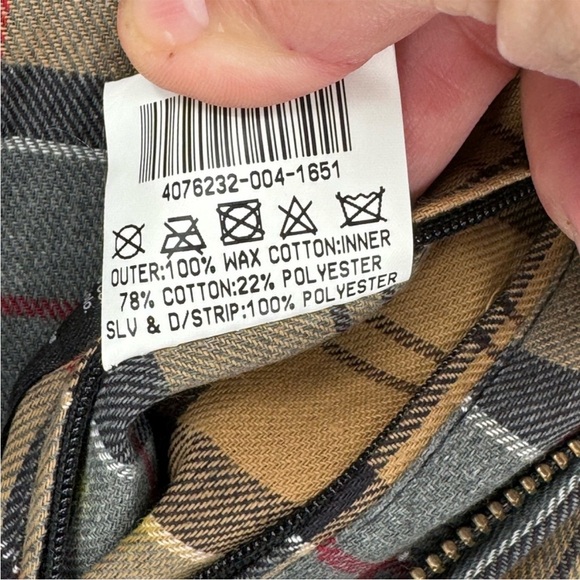 4076232-004-1651
OUTER:100% WAX COTTON:INNER
78% COTTON:22% POLYESTER
SLV & D/STRIP:100% POLYESTER